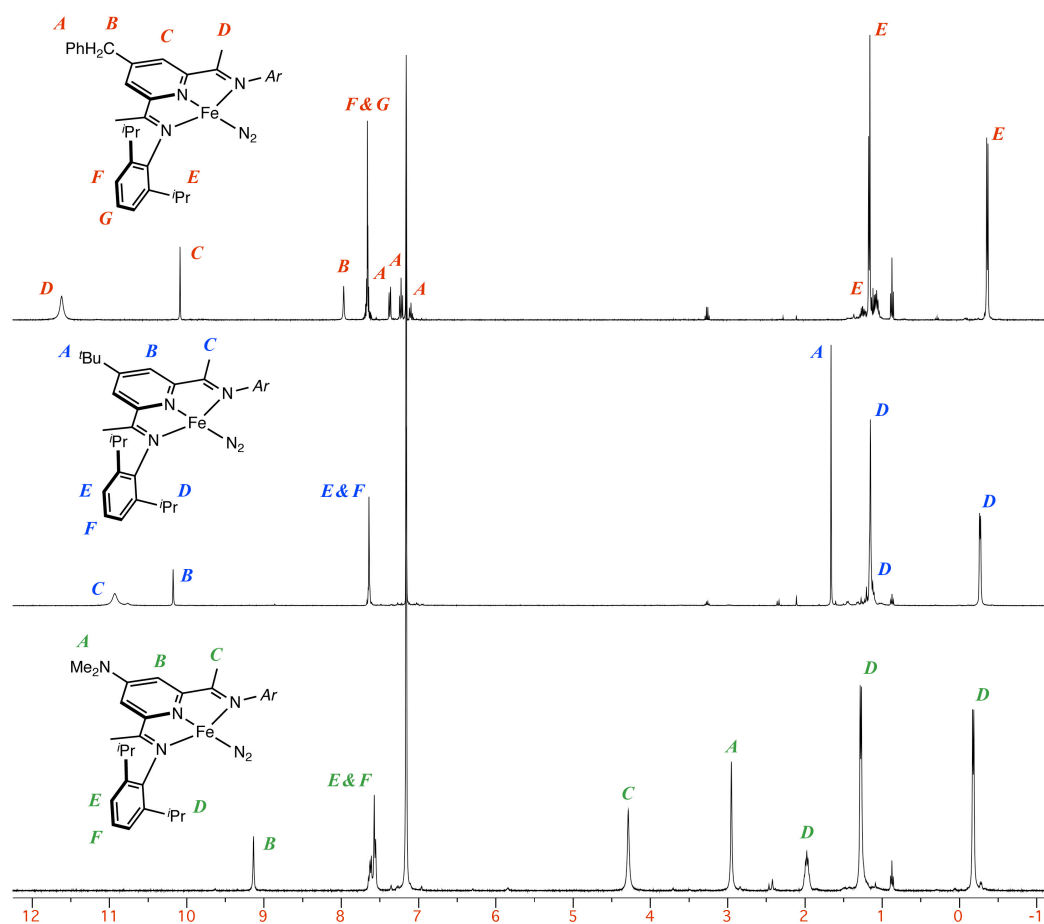 A B C D
PhH₂C
N Ar
N
Fe
N
N₂
ⁱPr
F E
ⁱPr
G
D C B F & G A A A E E E
A B C
ᵗBu
N Ar
N
Fe
N
N₂
ⁱPr
E D
ⁱPr
F
C B E & F A D D D
A B C
Me₂N
N Ar
N
Fe
N
N₂
ⁱPr
E D
ⁱPr
F
B E & F C A D D D
12 11 10 9 8 7 6 5 4 3 2 1 0 -1